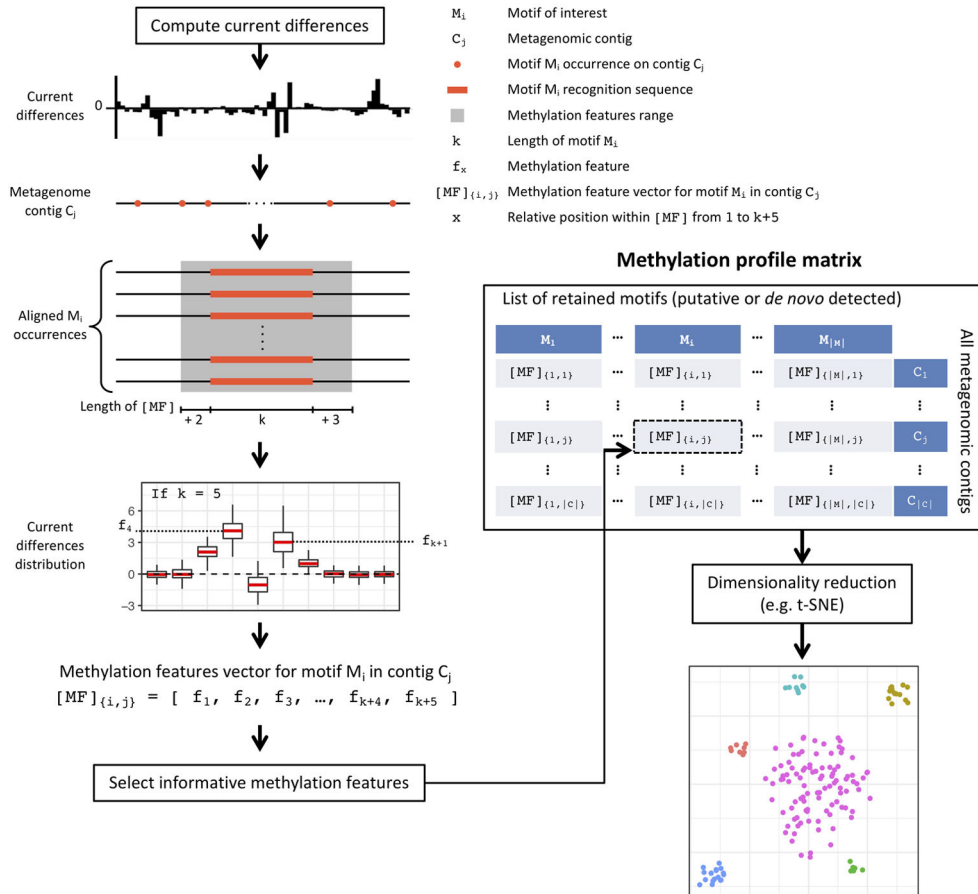 Compute current differences
Current
differences
0
Metagenome
contig Cj
Aligned Mi
occurrences
Length of [MF]
+2
k
+3
If k = 5
Current
differences
distribution
6
3
0
−3
f4
fk+1
Methylation features vector for motif Mi in contig Cj
[MF]{i,j} = [ f1, f2, f3, …, fk+4, fk+5 ]
Select informative methylation features
Mi Motif of interest
Cj Metagenomic contig
Motif Mi occurrence on contig Cj
Motif Mi recognition sequence
Methylation features range
k Length of motif Mi
fx Methylation feature
[MF]{i,j} Methylation feature vector for motif Mi in contig Cj
x Relative position within [MF] from 1 to k+5
Methylation profile matrix
List of retained motifs (putative or de novo detected)
M1 … Mi … M|M|
[MF]{1,1} … [MF]{i,1} … [MF]{|M|,1} C1
[MF]{1,j} … [MF]{i,j} … [MF]{|M|,j} Cj
[MF]{1,|C|} … [MF]{i,|C|} … [MF]{|M|,|C|} C|C|
All metagenomic contigs
Dimensionality reduction
(e.g. t-SNE)